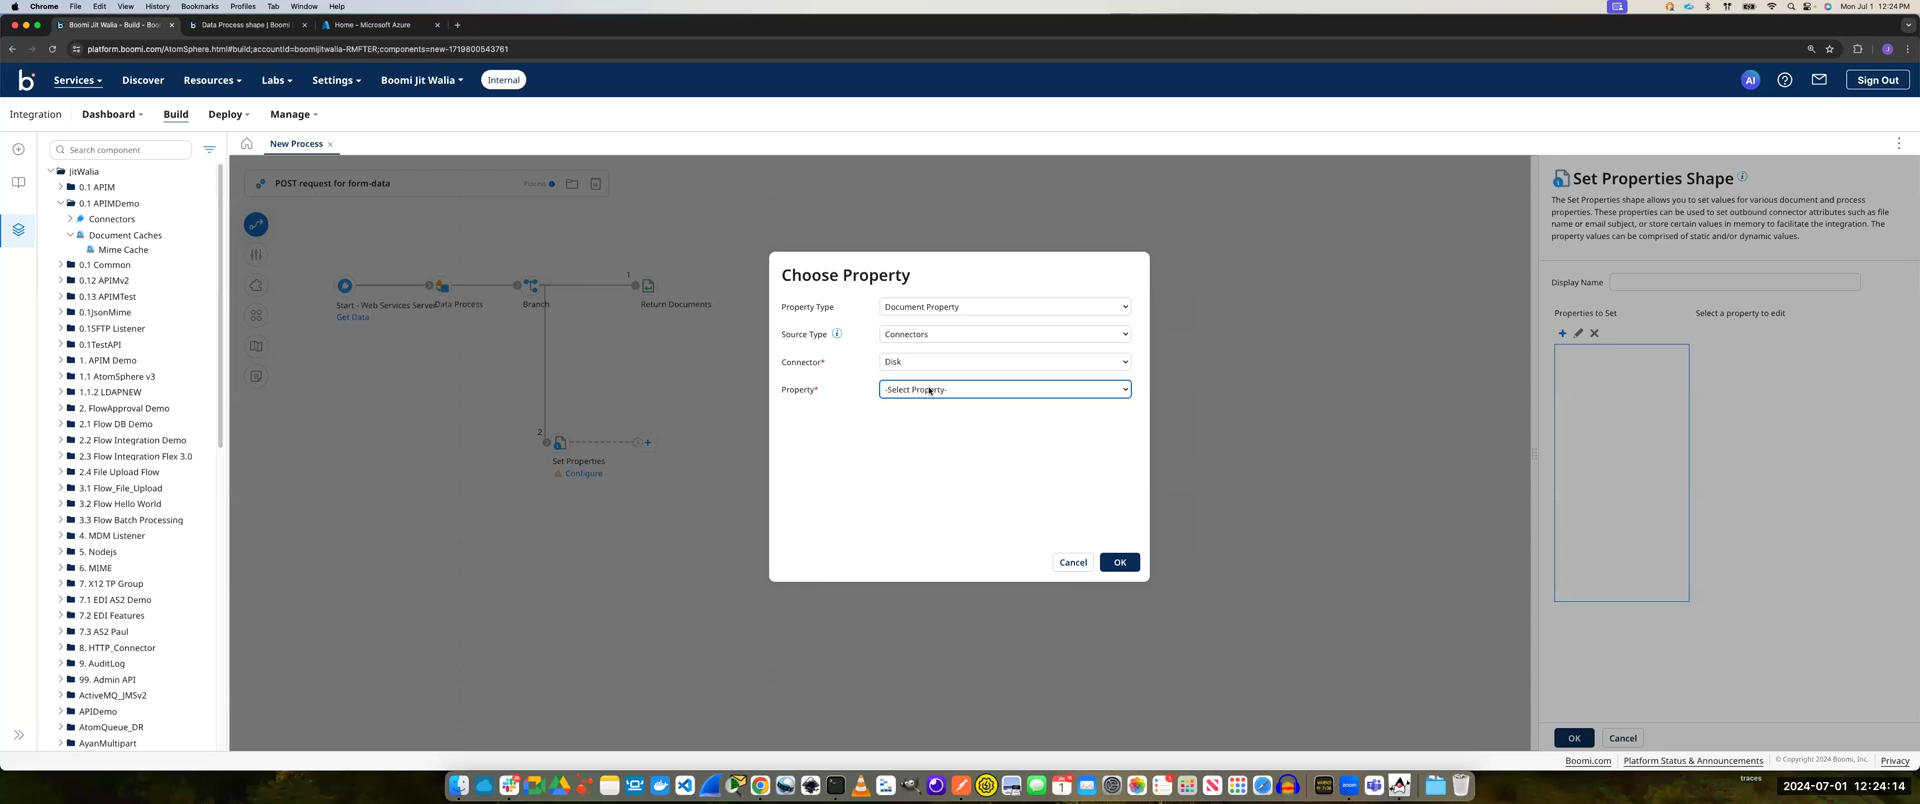 Chrome File Edit View History Bookmarks Profiles Tab Window Help
Mon Jul 1 12:24 PM
Boomi Jit Walia - Build - Boo
Data Process shape | Boomi
Home - Microsoft Azure
platform.boomi.com/AtomSphere.html#build;accountId=boomijitwalia-RMFTER;components=new-1719800543761
Services Discover Resources Labs Settings Boomi Jit Walia Internal
AI
Sign Out
Integration Dashboard Build Deploy Manage
Search component
New Process
JitWalia
0.1 APIM
0.1 APIMDemo
Connectors
Document Caches
Mime Cache
0.1 Common
0.12 APIMv2
0.13 APIMTest
0.1JsonMime
0.1SFTP Listener
0.1TestAPI
1. APIM Demo
1.1 AtomSphere v3
1.1.2 LDAPNEW
2. FlowApproval Demo
2.1 Flow DB Demo
2.2 Flow Integration Demo
2.3 Flow Integration Flex 3.0
2.4 File Upload Flow
3.1 Flow_File_Upload
3.2 Flow Hello World
3.3 Flow Batch Processing
4. MDM Listener
5. Nodejs
6. MIME
7. X12 TP Group
7.1 EDI AS2 Demo
7.2 EDI Features
7.3 AS2 Paul
8. HTTP_Connector
9. AuditLog
99. Admin API
ActiveMQ_JMSv2
APIDemo
AtomQueue_DR
AyanMultipart
POST request for form-data
Process
Start - Web Services Server
Get Data
Data Process
Branch
1
Return Documents
2
Set Properties
Configure
Choose Property
Property Type Document Property
Source Type Connectors
Connector* Disk
Property* -Select Property-
Cancel OK
Set Properties Shape
The Set Properties shape allows you to set values for various document and process
properties. These properties can be used to set outbound connector attributes such as file
name or email subject, or store certain values in memory to facilitate the integration. The
property values can be comprised of static and/or dynamic values.
Display Name
Properties to Set
Select a property to edit
OK Cancel
Boomi.com Platform Status & Announcements © Copyright 2024 Boomi, Inc. Privacy
traces
2024-07-01 12:24:14